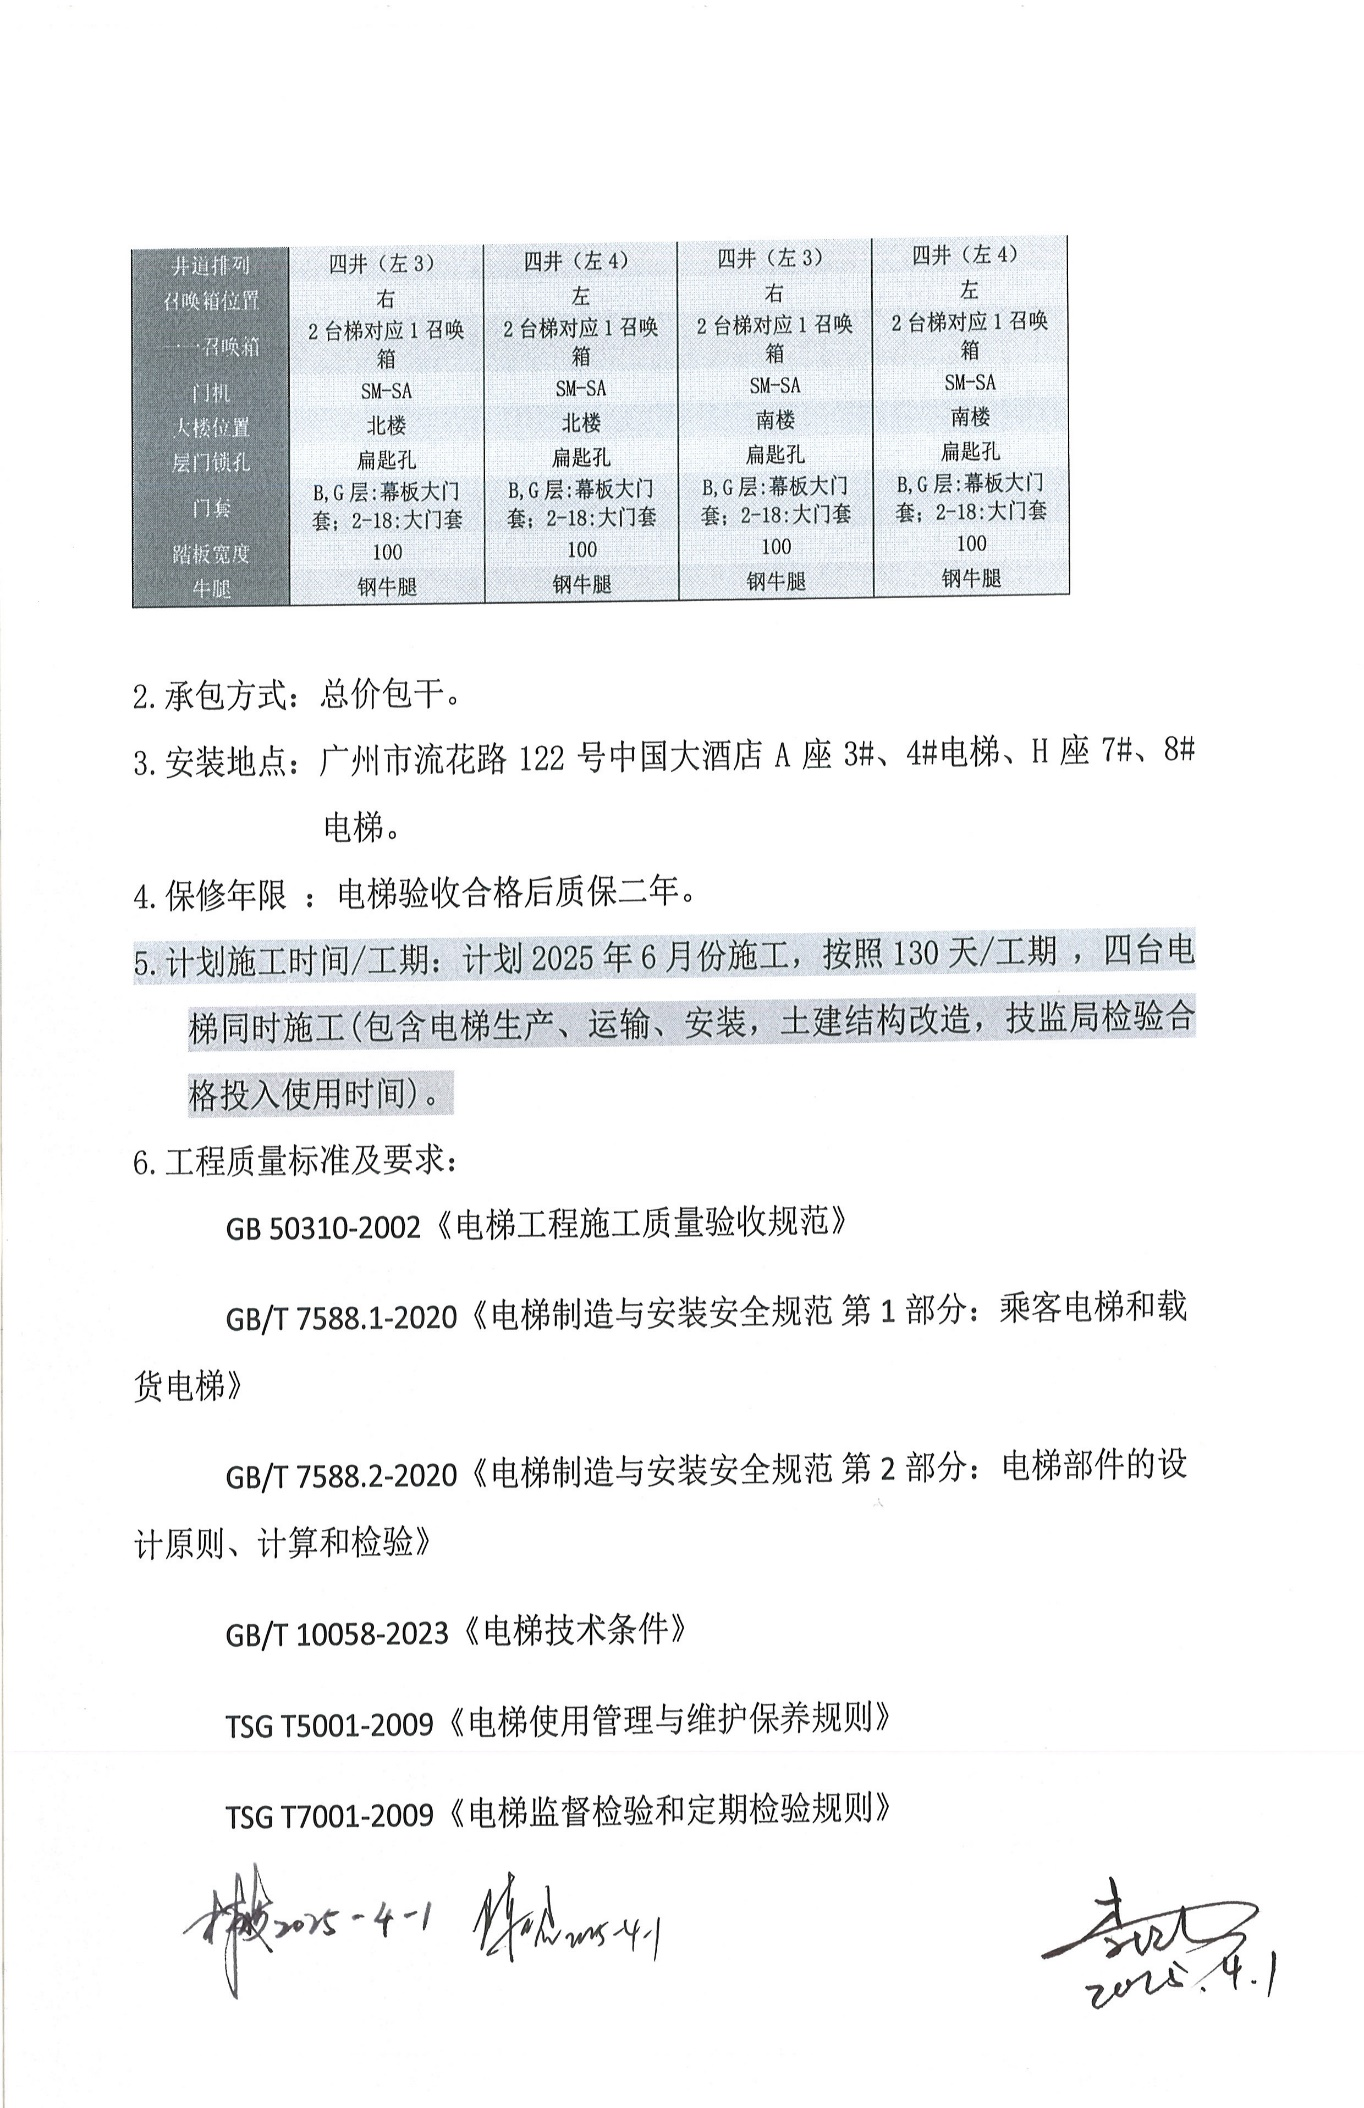 井道排列 四井（左3） 四井（左4） 四井（左3） 四井（左4）
召唤箱位置 右 左 右 左
一一召唤箱 2台梯对应1召唤 2台梯对应1召唤 2台梯对应1召唤 2台梯对应1召唤
箱 箱 箱 箱
门机 SM-SA SM-SA SM-SA SM-SA
大楼位置 北楼 北楼 南楼 南楼
层门锁孔 扁匙孔 扁匙孔 扁匙孔 扁匙孔
门套 B,G层:幕板大门 B,G层:幕板大门 B,G层:幕板大门 B,G层:幕板大门
套；2-18:大门套 套；2-18:大门套 套；2-18:大门套 套；2-18:大门套
踏板宽度 100 100 100 100
牛腿 钢牛腿 钢牛腿 钢牛腿 钢牛腿
2.承包方式：总价包干。
3.安装地点：广州市流花路 122 号中国大酒店 A 座 3#、4#电梯、H 座 7#、8#
电梯。
4.保修年限 ：电梯验收合格后质保二年。
5.计划施工时间/工期：计划 2025 年 6 月份施工，按照 130 天/工期 ，四台电
梯同时施工(包含电梯生产、运输、安装，土建结构改造，技监局检验合
格投入使用时间)。
6.工程质量标准及要求：
GB 50310-2002《电梯工程施工质量验收规范》
GB/T 7588.1-2020《电梯制造与安装安全规范 第 1 部分：乘客电梯和载
货电梯》
GB/T 7588.2-2020《电梯制造与安装安全规范 第 2 部分：电梯部件的设
计原则、计算和检验》
GB/T 10058-2023《电梯技术条件》
TSG T5001-2009《电梯使用管理与维护保养规则》
TSG T7001-2009《电梯监督检验和定期检验规则》
2025-4-1 2025-4-1
2025.4.1